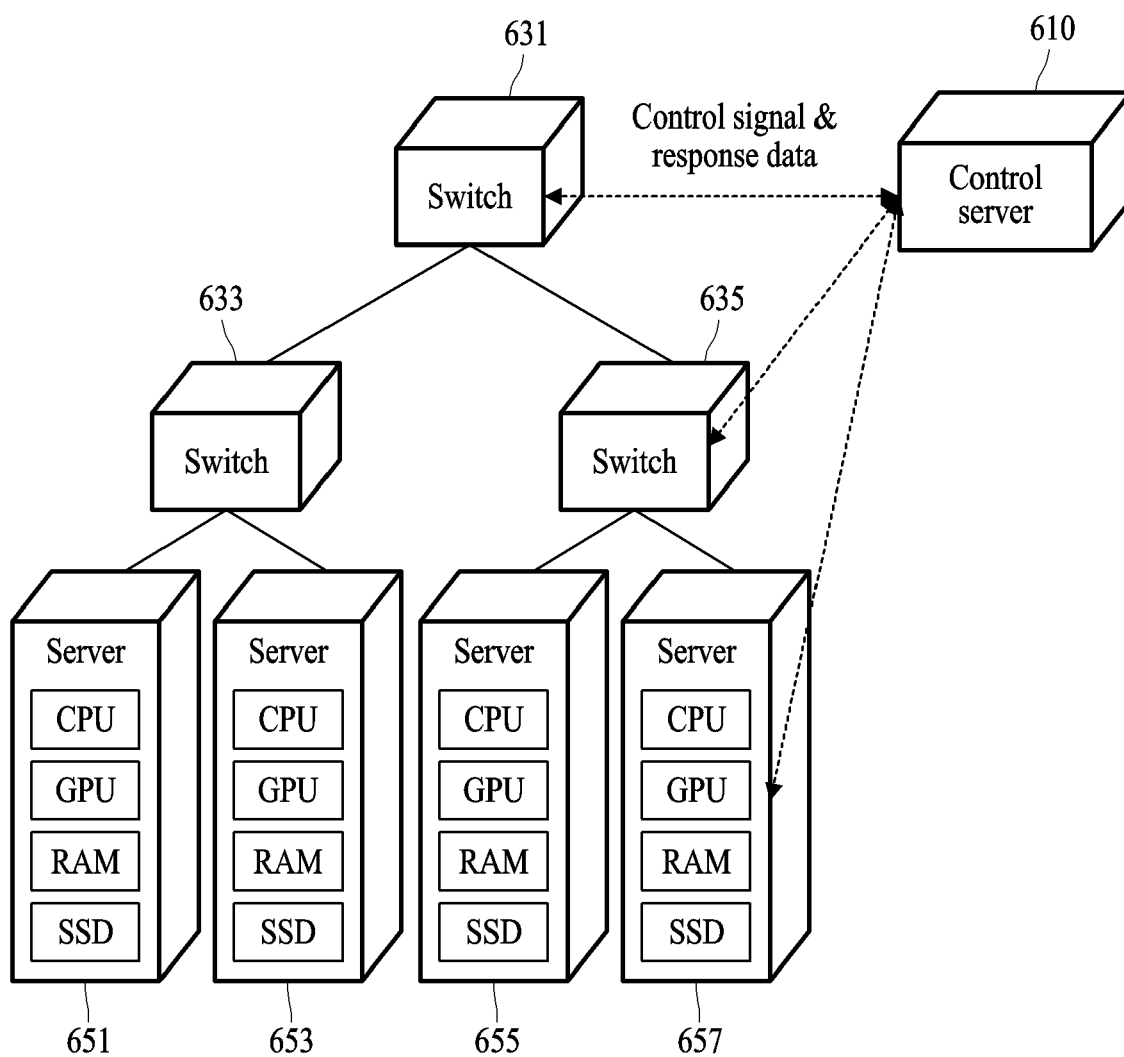 631
610
Control signal &
response data
Switch
Control
server
633
635
Switch
Switch
Server
CPU
GPU
RAM
SSD
Server
CPU
GPU
RAM
SSD
Server
CPU
GPU
RAM
SSD
Server
CPU
GPU
RAM
SSD
651
653
655
657